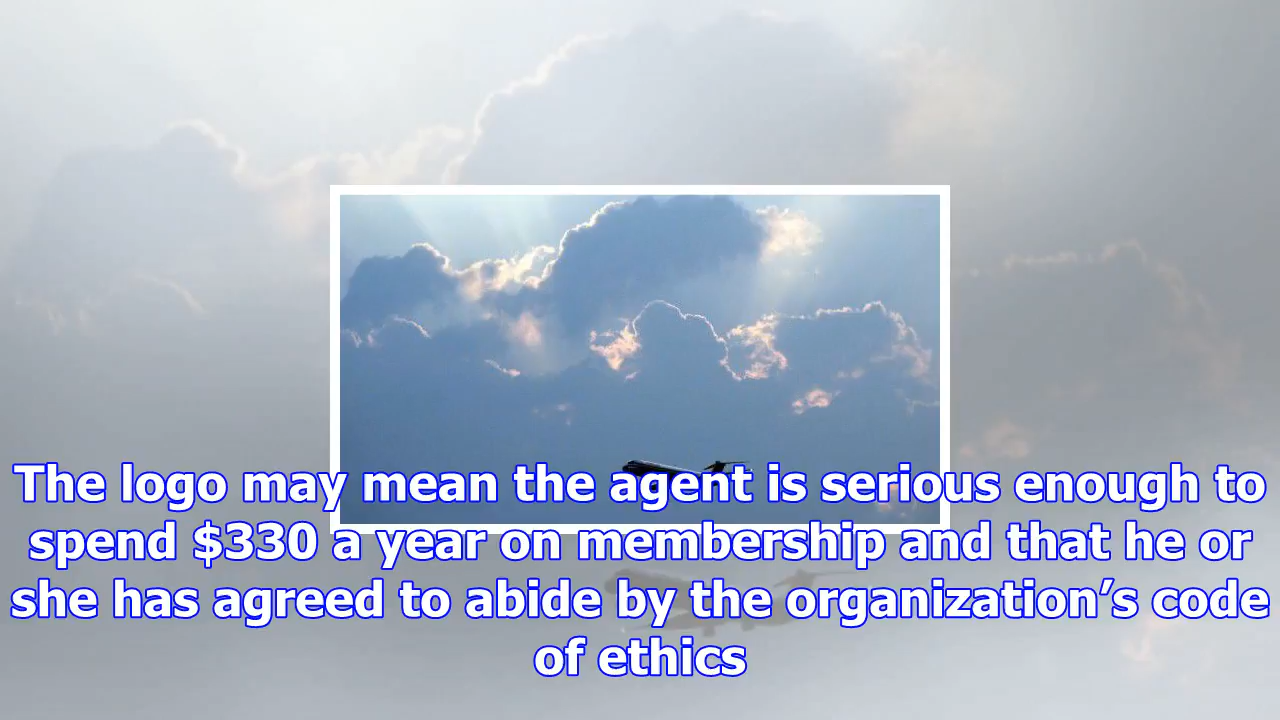 The logo may mean the agent is serious enough to
spend $330 a year on membership and that he or
she has agreed to abide by the organization’s code
of ethics